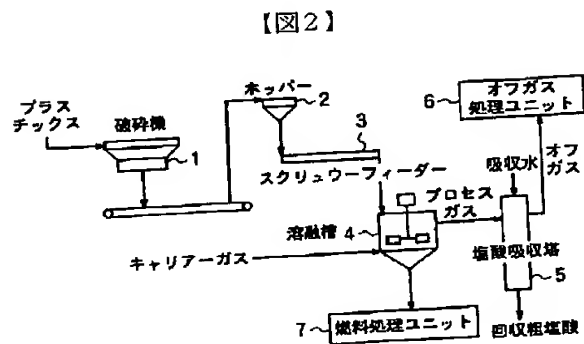 【図2】
ホッパー
2
プラス
チックス
破砕機
1
3
スクリュウーフィーダー
6
オフガス
処理ユニット
吸収水
オフ
ガス
プロセス
ガス
溶融槽 4
キャリアーガス
塩酸吸収塔
5
7
燃料処理ユニット
回収粗塩酸